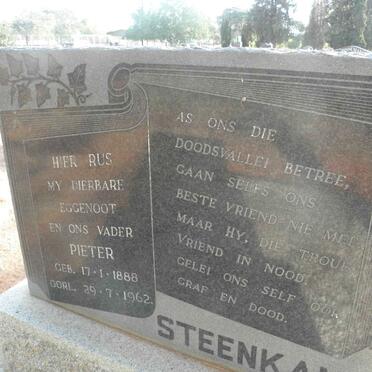 HIER RUS
MY DIERBARE
EGGENOOT
EN ONS VADER
PIETER
GEB. 17-1-1888
OORL. 29-7-1962.
AS ONS DIE
DOODSVALLEI BETREE,
GAAN SELFS ONS
BESTE VRIEND NIE MEE
MAAR HY, DIE TROUE
VRIEND IN NOOD,
GELEI ONS SELF OOK
GRAF EN DOOD.
STEENKA